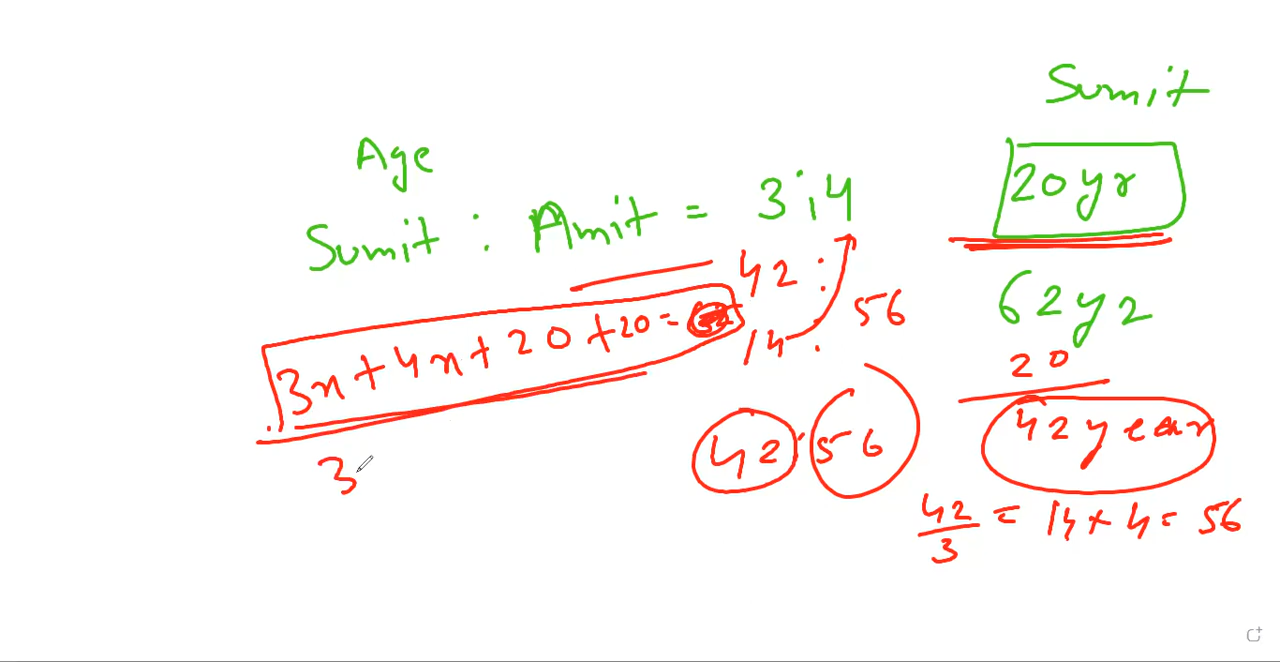 Sumit
Age
20 yr
Sumit : Amit = 3 : 4
42 :
62 yr
56
3x + 4x + 20 + 20 =
14 .
20
42 year
42 : 56
3
42/3 = 14 x 4 = 56